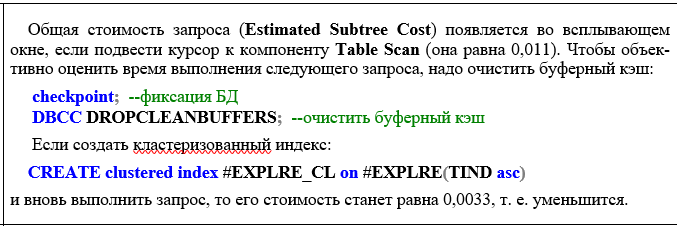 Общая стоимость запроса (Estimated Subtree Cost) появляется во всплывающем
окне, если подвести курсор к компоненту Table Scan (она равна 0,011). Чтобы объек-
тивно оценить время выполнения следующего запроса, надо очистить буферный кэш:
checkpoint; --фиксация БД
DBCC DROPCLEANBUFFERS; --очистить буферный кэш
Если создать кластеризованный индекс:
CREATE clustered index #EXPLRE_CL on #EXPLRE(TIND asc)
и вновь выполнить запрос, то его стоимость станет равна 0,0033, т. е. уменьшится.